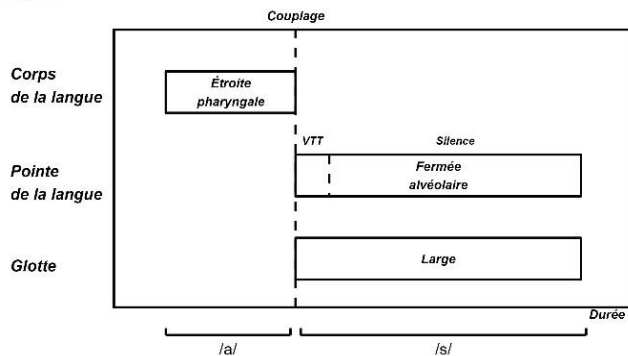 Couplage
Corps
de la langue
Étroite
pharyngale
VTT
Silence
Pointe
de la langue
Fermée
alvéolaire
Glotte
Large
Durée
/a/
/s/